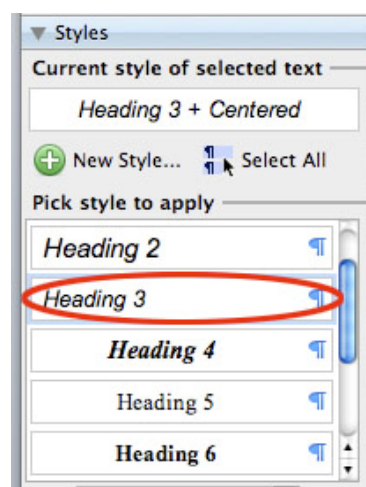 Styles
Current style of selected text
Heading 3 + Centered
New Style... Select All
Pick style to apply
Heading 2 ¶
Heading 3 ¶
Heading 4 ¶
Heading 5 ¶
Heading 6 ¶